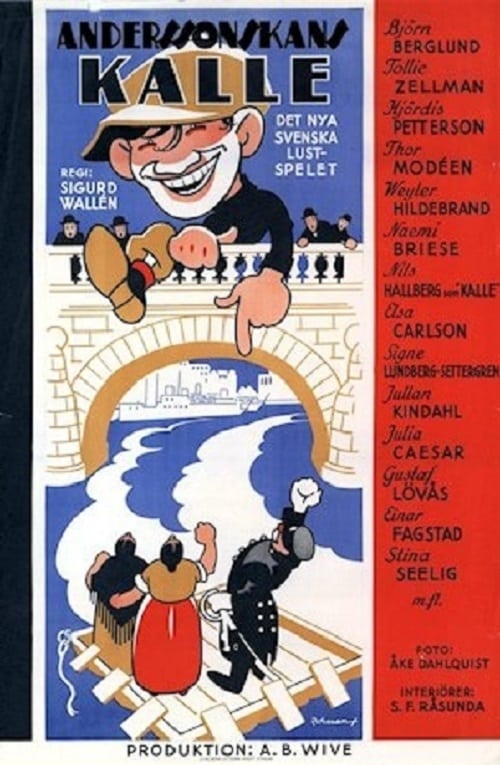 ANDERSSONSKANS
KALLE
DET NYA
SVENSKA
LUST-
SPELET
REGI:
SIGURD
WALLÉN
Björn
BERGLUND
Tollie
ZELLMAN
Hjördis
PETTERSON
Thor
MODÉEN
Weyler
HILDEBRAND
Naemi
BRIESE
Nils
HALLBERG som "KALLE"
Elsa
CARLSON
Signe
LUNDBERG-SETTERGREN
Jullan
KINDAHL
Julia
CAESAR
Gustaf
LÖVÅS
Einar
FAGSTAD
Stina
SEELIG
m.fl.
FOTO:
ÅKE DAHLQUIST
INTERIÖRER:
S. F. RÅSUNDA
PRODUKTION: A. B. WIVE